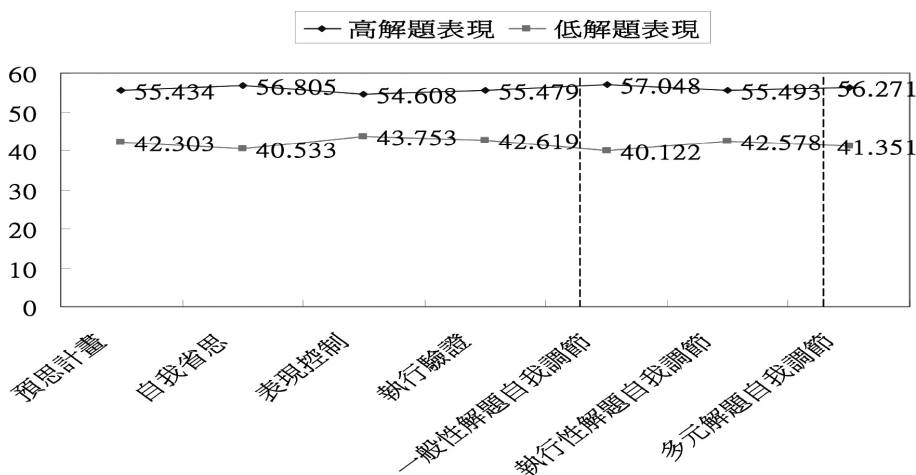 高解題表現 低解題表現
60
50
40
30
20
10
0
55.434 56.805 54.608 55.479 57.048 55.493 56.271
42.303 40.533 43.753 42.619 40.122 42.578 41.351
預思計畫
自我省思
表現控制
執行驗證
一般性解題自我調節
執行性解題自我調節
多元解題自我調節